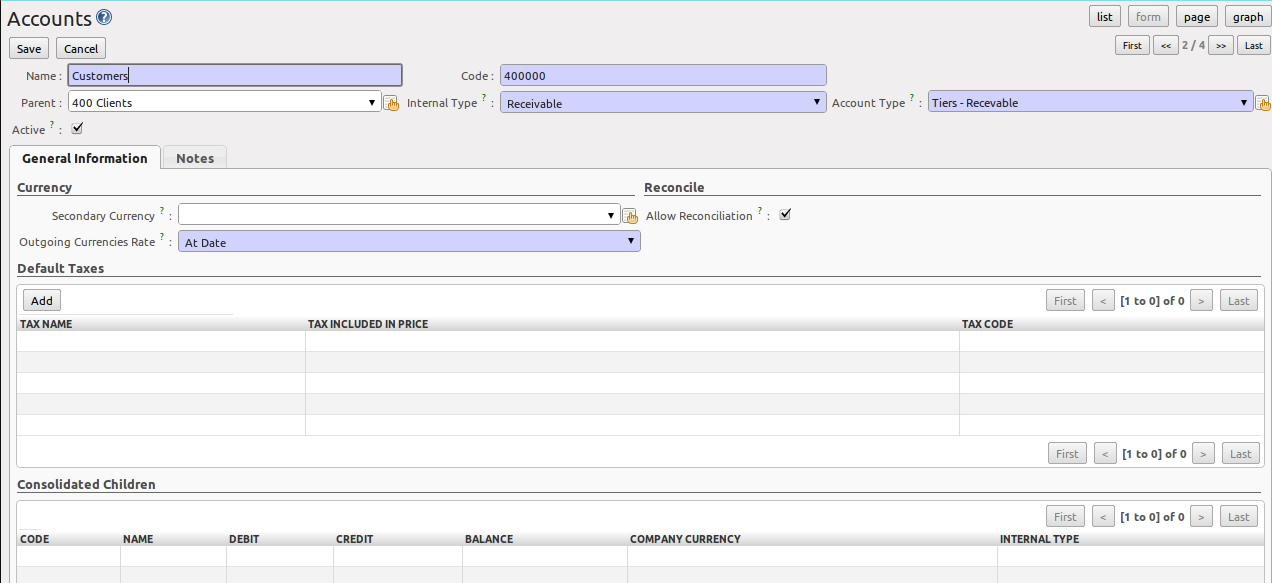 Accounts ? list form page graph
Save Cancel First << 2 / 4 >> Last
Name : Customers Code : 400000
Parent : 400 Clients Internal Type ? : Receivable Account Type ? : Tiers - Recevable
Active ? :
General Information Notes
Currency Reconcile
Secondary Currency ? : Allow Reconciliation ? :
Outgoing Currencies Rate ? : At Date
Default Taxes
Add First < [1 to 0] of 0 > Last
TAX NAME TAX INCLUDED IN PRICE TAX CODE
First < [1 to 0] of 0 > Last
Consolidated Children
First < [1 to 0] of 0 > Last
CODE NAME DEBIT CREDIT BALANCE COMPANY CURRENCY INTERNAL TYPE